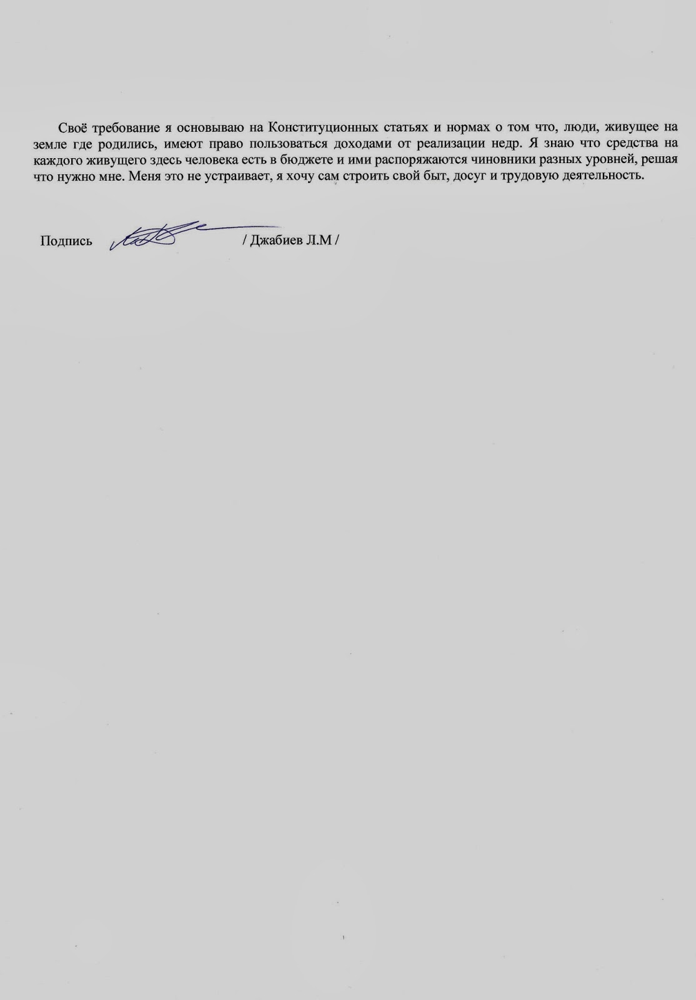 Своё требование я основываю на Конституционных статьях и нормах о том что, люди, живущее на
земле где родились, имеют право пользоваться доходами от реализации недр. Я знаю что средства на
каждого живущего здесь человека есть в бюджете и ими распоряжаются чиновники разных уровней, решая
что нужно мне. Меня это не устраивает, я хочу сам строить свой быт, досуг и трудовую деятельность.
Подпись / Джабиев Л.М /